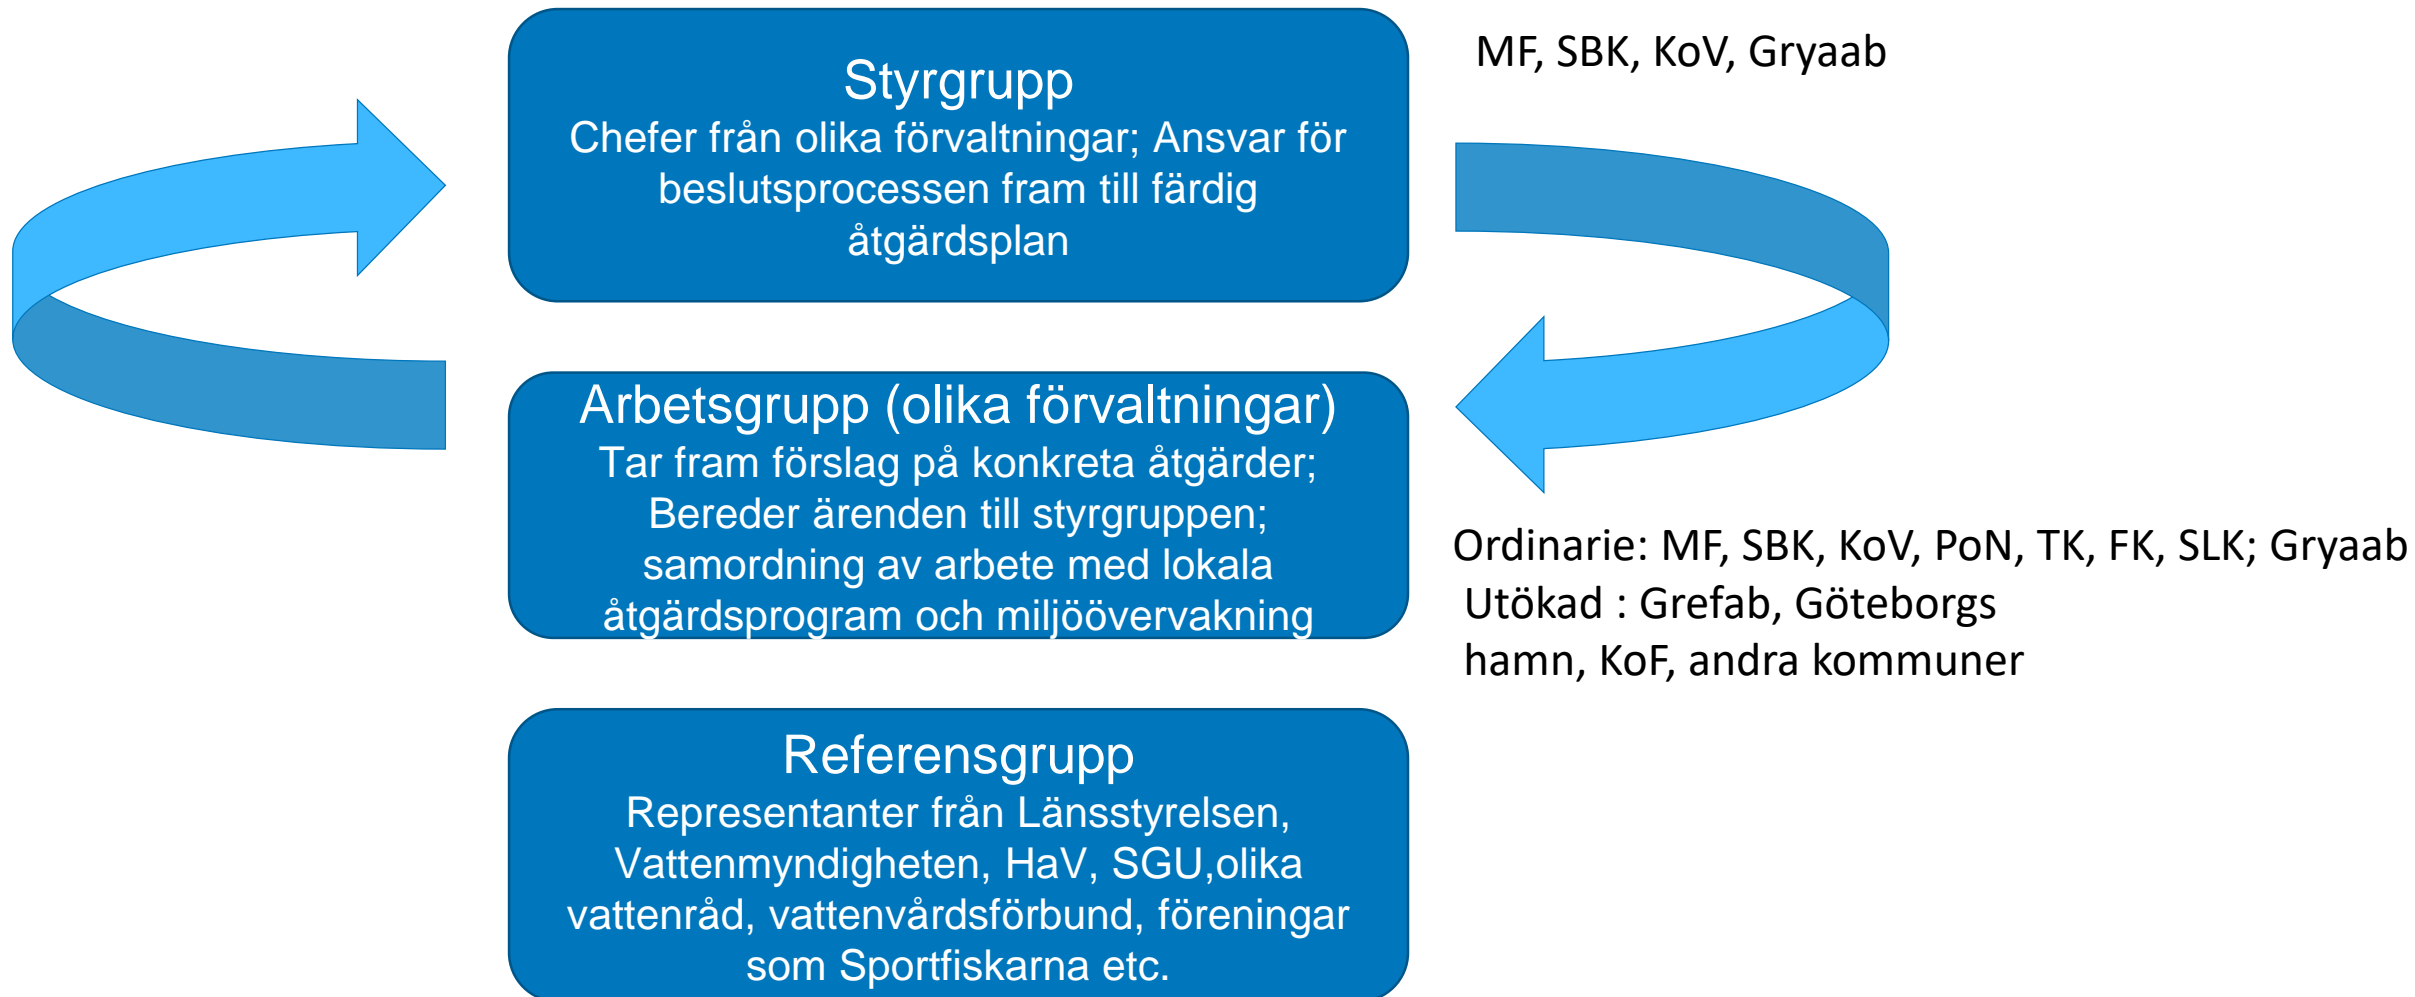 MF, SBK, KoV, Gryaab
Styrgrupp
Chefer från olika förvaltningar; Ansvar för
beslutsprocessen fram till färdig
åtgärdsplan
Arbetsgrupp (olika förvaltningar)
Tar fram förslag på konkreta åtgärder;
Bereder ärenden till styrgruppen;
samordning av arbete med lokala
åtgärdsprogram och miljöövervakning
Ordinarie: MF, SBK, KoV, PoN, TK, FK, SLK; Gryaab
Utökad : Grefab, Göteborgs
hamn, KoF, andra kommuner
Referensgrupp
Representanter från Länsstyrelsen,
Vattenmyndigheten, HaV, SGU,olika
vattenråd, vattenvårdsförbund, föreningar
som Sportfiskarna etc.